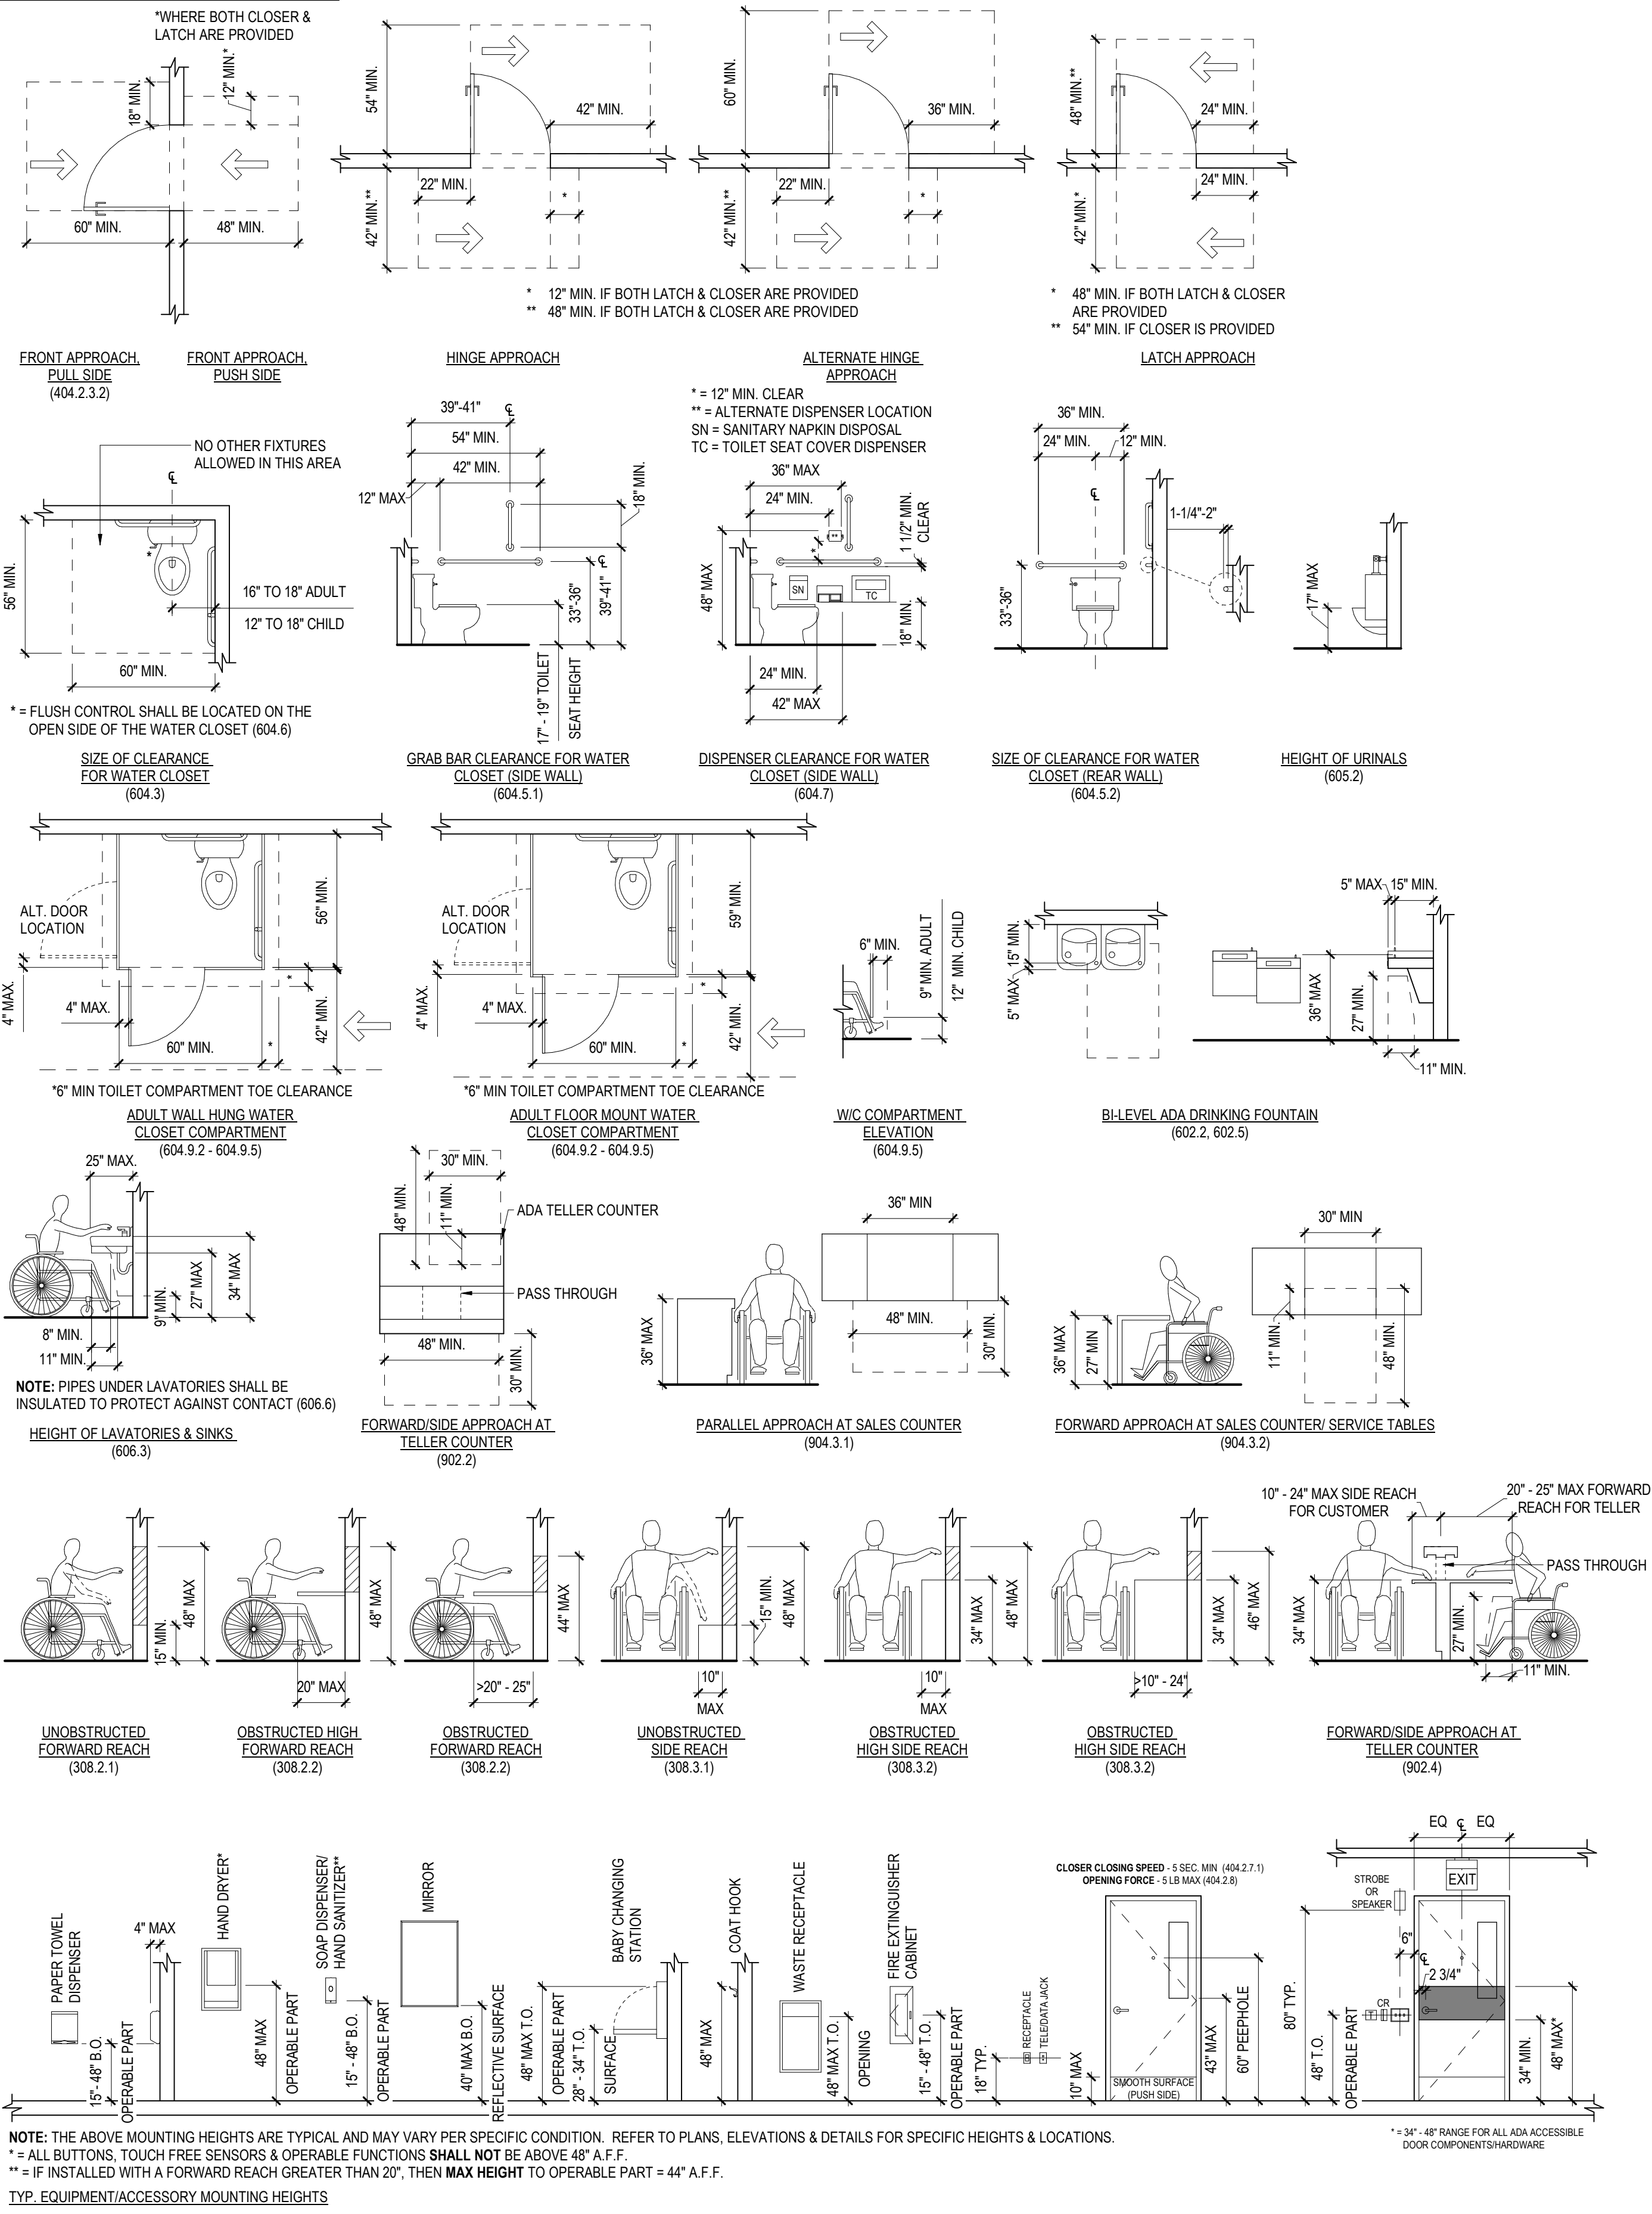 *WHERE BOTH CLOSER &
LATCH ARE PROVIDED
18" MIN.
12" MIN.*
60" MIN.
48" MIN.
54" MIN.
42" MIN.
22" MIN.
*
42" MIN.**
60" MIN.
36" MIN.
22" MIN.
*
42" MIN.**
48" MIN.**
24" MIN.
24" MIN.
42" MIN.*
* 12" MIN. IF BOTH LATCH & CLOSER ARE PROVIDED
** 48" MIN. IF BOTH LATCH & CLOSER ARE PROVIDED
* 48" MIN. IF BOTH LATCH & CLOSER
ARE PROVIDED
** 54" MIN. IF CLOSER IS PROVIDED
FRONT APPROACH,
PULL SIDE
(404.2.3.2)
FRONT APPROACH,
PUSH SIDE
HINGE APPROACH
ALTERNATE HINGE
APPROACH
LATCH APPROACH
NO OTHER FIXTURES
ALLOWED IN THIS AREA
℄
*
56" MIN.
16" TO 18" ADULT
12" TO 18" CHILD
60" MIN.
* = FLUSH CONTROL SHALL BE LOCATED ON THE
OPEN SIDE OF THE WATER CLOSET (604.6)
SIZE OF CLEARANCE
FOR WATER CLOSET
(604.3)
39"-41"
℄
54" MIN.
42" MIN.
12" MAX
18" MIN.
℄
33"-36"
39"-41"
17" - 19" TOILET
SEAT HEIGHT
GRAB BAR CLEARANCE FOR WATER
CLOSET (SIDE WALL)
(604.5.1)
* = 12" MIN. CLEAR
** = ALTERNATE DISPENSER LOCATION
SN = SANITARY NAPKIN DISPOSAL
TC = TOILET SEAT COVER DISPENSER
36" MAX
24" MIN.
1 1/2" MIN.
CLEAR
**
*
48" MAX
SN
TC
18" MIN.
24" MIN.
42" MAX
DISPENSER CLEARANCE FOR WATER
CLOSET (SIDE WALL)
(604.7)
36" MIN.
24" MIN.
12" MIN.
℄
1-1/4"-2"
33"-36"
SIZE OF CLEARANCE FOR WATER
CLOSET (REAR WALL)
(604.5.2)
17" MAX
HEIGHT OF URINALS
(605.2)
ALT. DOOR
LOCATION
56" MIN.
4" MAX.
4" MAX.
*
42" MIN.
60" MIN.
*
*6" MIN TOILET COMPARTMENT TOE CLEARANCE
ADULT WALL HUNG WATER
CLOSET COMPARTMENT
(604.9.2 - 604.9.5)
ALT. DOOR
LOCATION
59" MIN.
4" MAX.
4" MAX.
*
42" MIN.
60" MIN.
*
*6" MIN TOILET COMPARTMENT TOE CLEARANCE
ADULT FLOOR MOUNT WATER
CLOSET COMPARTMENT
(604.9.2 - 604.9.5)
6" MIN.
9" MIN. ADULT
12" MIN. CHILD
W/C COMPARTMENT
ELEVATION
(604.9.5)
15" MIN.
5" MAX
5" MAX
15" MIN.
36" MAX
27" MIN.
11" MIN.
BI-LEVEL ADA DRINKING FOUNTAIN
(602.2, 602.5)
25" MAX.
9" MIN.
27" MAX
34" MAX
8" MIN.
11" MIN.
NOTE: PIPES UNDER LAVATORIES SHALL BE
INSULATED TO PROTECT AGAINST CONTACT (606.6)
HEIGHT OF LAVATORIES & SINKS
(606.3)
30" MIN.
48" MIN.
11" MIN.
ADA TELLER COUNTER
PASS THROUGH
48" MIN.
30" MIN.
FORWARD/SIDE APPROACH AT
TELLER COUNTER
(902.2)
36" MIN
36" MAX
48" MIN.
30" MIN.
PARALLEL APPROACH AT SALES COUNTER
(904.3.1)
30" MIN
36" MAX
27" MIN
11" MIN.
48" MIN.
FORWARD APPROACH AT SALES COUNTER/ SERVICE TABLES
(904.3.2)
15" MIN.
48" MAX
UNOBSTRUCTED
FORWARD REACH
(308.2.1)
48" MAX
20" MAX
OBSTRUCTED HIGH
FORWARD REACH
(308.2.2)
44" MAX
>20" - 25"
OBSTRUCTED
FORWARD REACH
(308.2.2)
15" MIN.
48" MAX
10"
MAX
UNOBSTRUCTED
SIDE REACH
(308.3.1)
34" MAX
48" MAX
10"
MAX
OBSTRUCTED
HIGH SIDE REACH
(308.3.2)
34" MAX
46" MAX
>10" - 24"
OBSTRUCTED
HIGH SIDE REACH
(308.3.2)
10" - 24" MAX SIDE REACH
FOR CUSTOMER
20" - 25" MAX FORWARD
REACH FOR TELLER
PASS THROUGH
34" MAX
27" MIN.
11" MIN.
FORWARD/SIDE APPROACH AT
TELLER COUNTER
(902.4)
PAPER TOWEL
DISPENSER
15"- 48" B.O.
OPERABLE PART
4" MAX
HAND DRYER*
48" MAX
OPERABLE PART
SOAP DISPENSER/
HAND SANITIZER**
15" - 48" B.O.
OPERABLE PART
MIRROR
40" MAX B.O.
REFLECTIVE SURFACE
BABY CHANGING
STATION
48" MAX T.O.
OPERABLE PART
28" - 34" T.O.
SURFACE
COAT HOOK
48" MAX
WASTE RECEPTACLE
48" MAX T.O.
OPENING
FIRE EXTINGUISHER
CABINET
15" - 48" T.O.
OPERABLE PART
18" TYP.
RECEPTACLE
TELE/DATA JACK
CLOSER CLOSING SPEED - 5 SEC. MIN (404.2.7.1)
OPENING FORCE - 5 LB MAX (404.2.8)
10" MAX
SMOOTH SURFACE
(PUSH SIDE)
43" MAX
60" PEEPHOLE
EQ ℄ EQ
EXIT
STROBE
OR
SPEAKER
6"
℄
2 3/4"
CR
80" TYP.
48" T.O.
OPERABLE PART
34" MIN.
48" MAX*
NOTE: THE ABOVE MOUNTING HEIGHTS ARE TYPICAL AND MAY VARY PER SPECIFIC CONDITION. REFER TO PLANS, ELEVATIONS & DETAILS FOR SPECIFIC HEIGHTS & LOCATIONS.
* = ALL BUTTONS, TOUCH FREE SENSORS & OPERABLE FUNCTIONS SHALL NOT BE ABOVE 48" A.F.F.
** = IF INSTALLED WITH A FORWARD REACH GREATER THAN 20", THEN MAX HEIGHT TO OPERABLE PART = 44" A.F.F.
* = 34" - 48" RANGE FOR ALL ADA ACCESSIBLE
DOOR COMPONENTS/HARDWARE
TYP. EQUIPMENT/ACCESSORY MOUNTING HEIGHTS